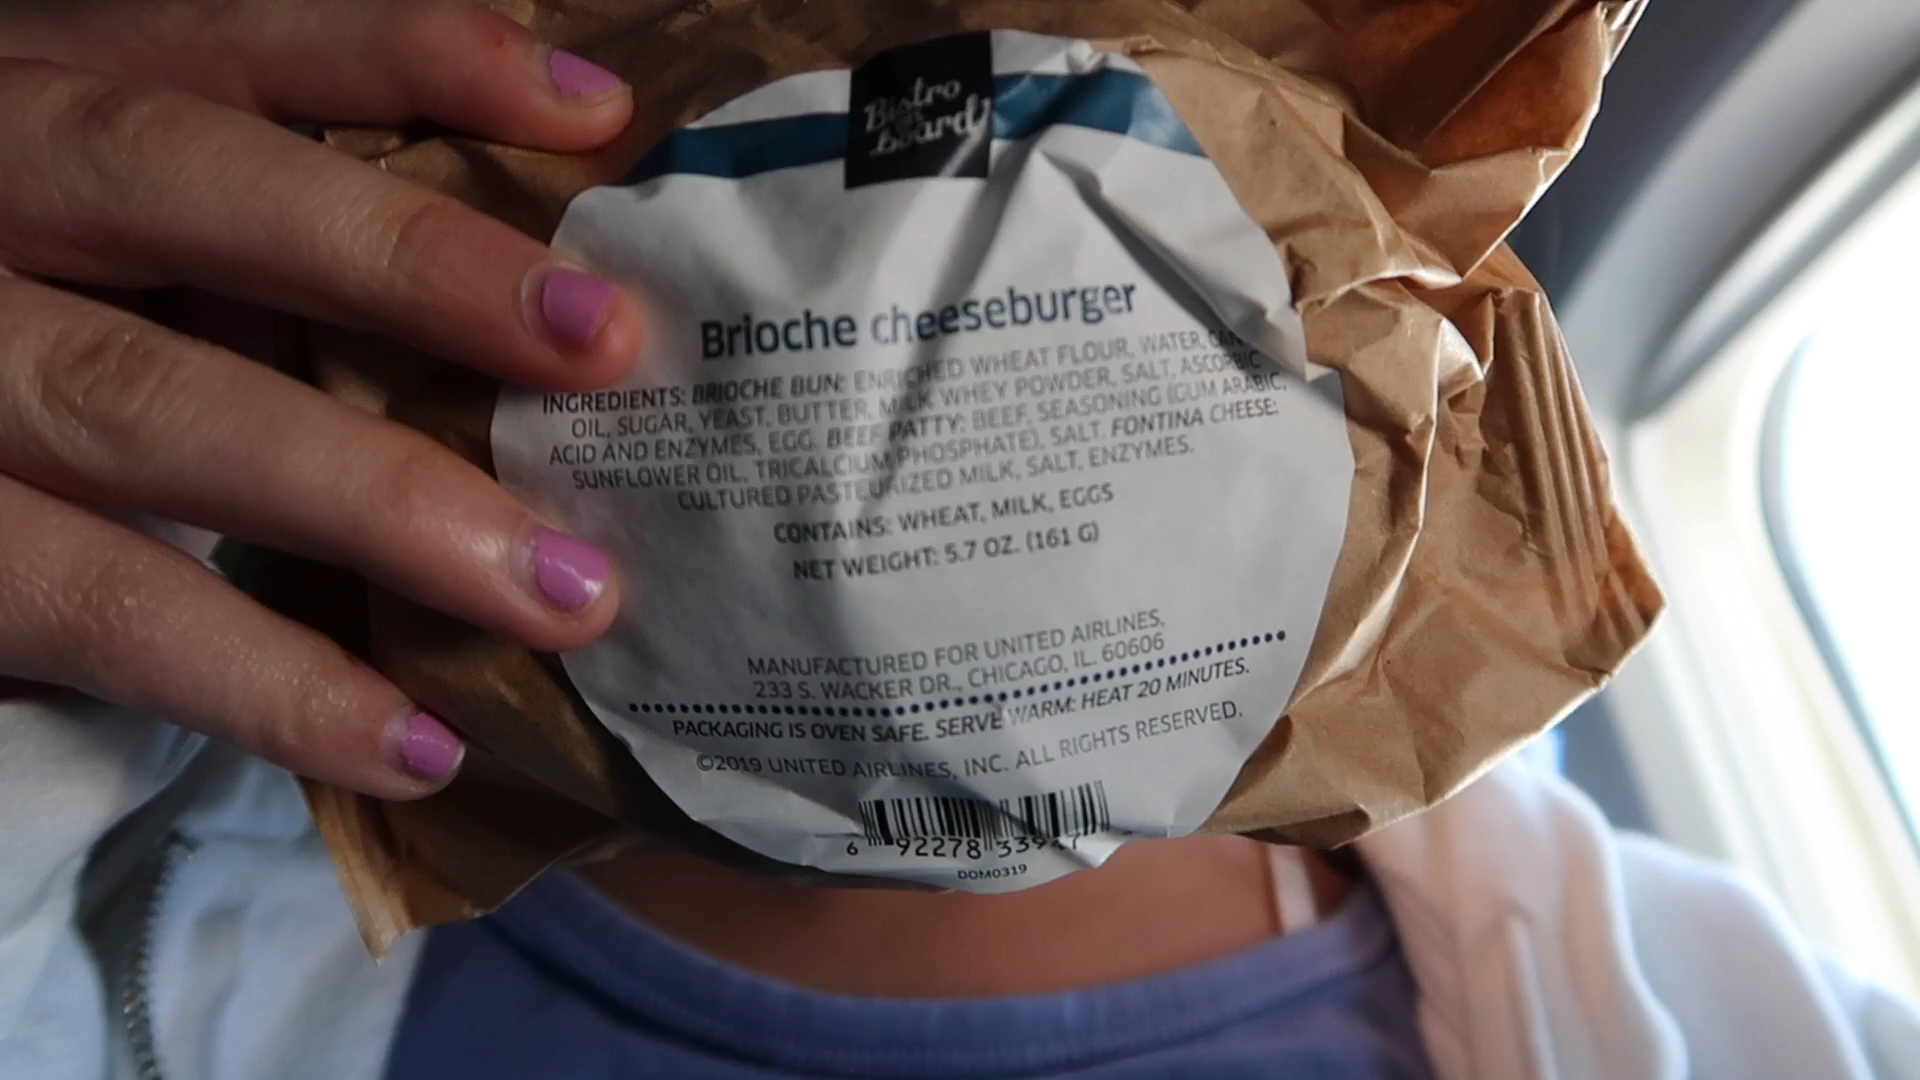 Bistro
on
board
Brioche cheeseburger
INGREDIENTS: BRIOCHE BUN: ENRICHED WHEAT FLOUR, WATER,
OIL, SUGAR, YEAST, BUTTER, MILK WHEY POWDER, SALT, ASCORBIC
ACID AND ENZYMES, EGG. BEEF PATTY: BEEF, SEASONING (GUM ARABIC,
SUNFLOWER OIL, TRICALCIUM PHOSPHATE), SALT. FONTINA CHEESE:
CULTURED PASTEURIZED MILK, SALT, ENZYMES.
CONTAINS: WHEAT, MILK, EGGS
NET WEIGHT: 5.7 OZ. (161 G)
MANUFACTURED FOR UNITED AIRLINES,
233 S. WACKER DR., CHICAGO, IL. 60606
PACKAGING IS OVEN SAFE. SERVE WARM: HEAT 20 MINUTES.
©2019 UNITED AIRLINES, INC. ALL RIGHTS RESERVED.
6 92278
DOM0319